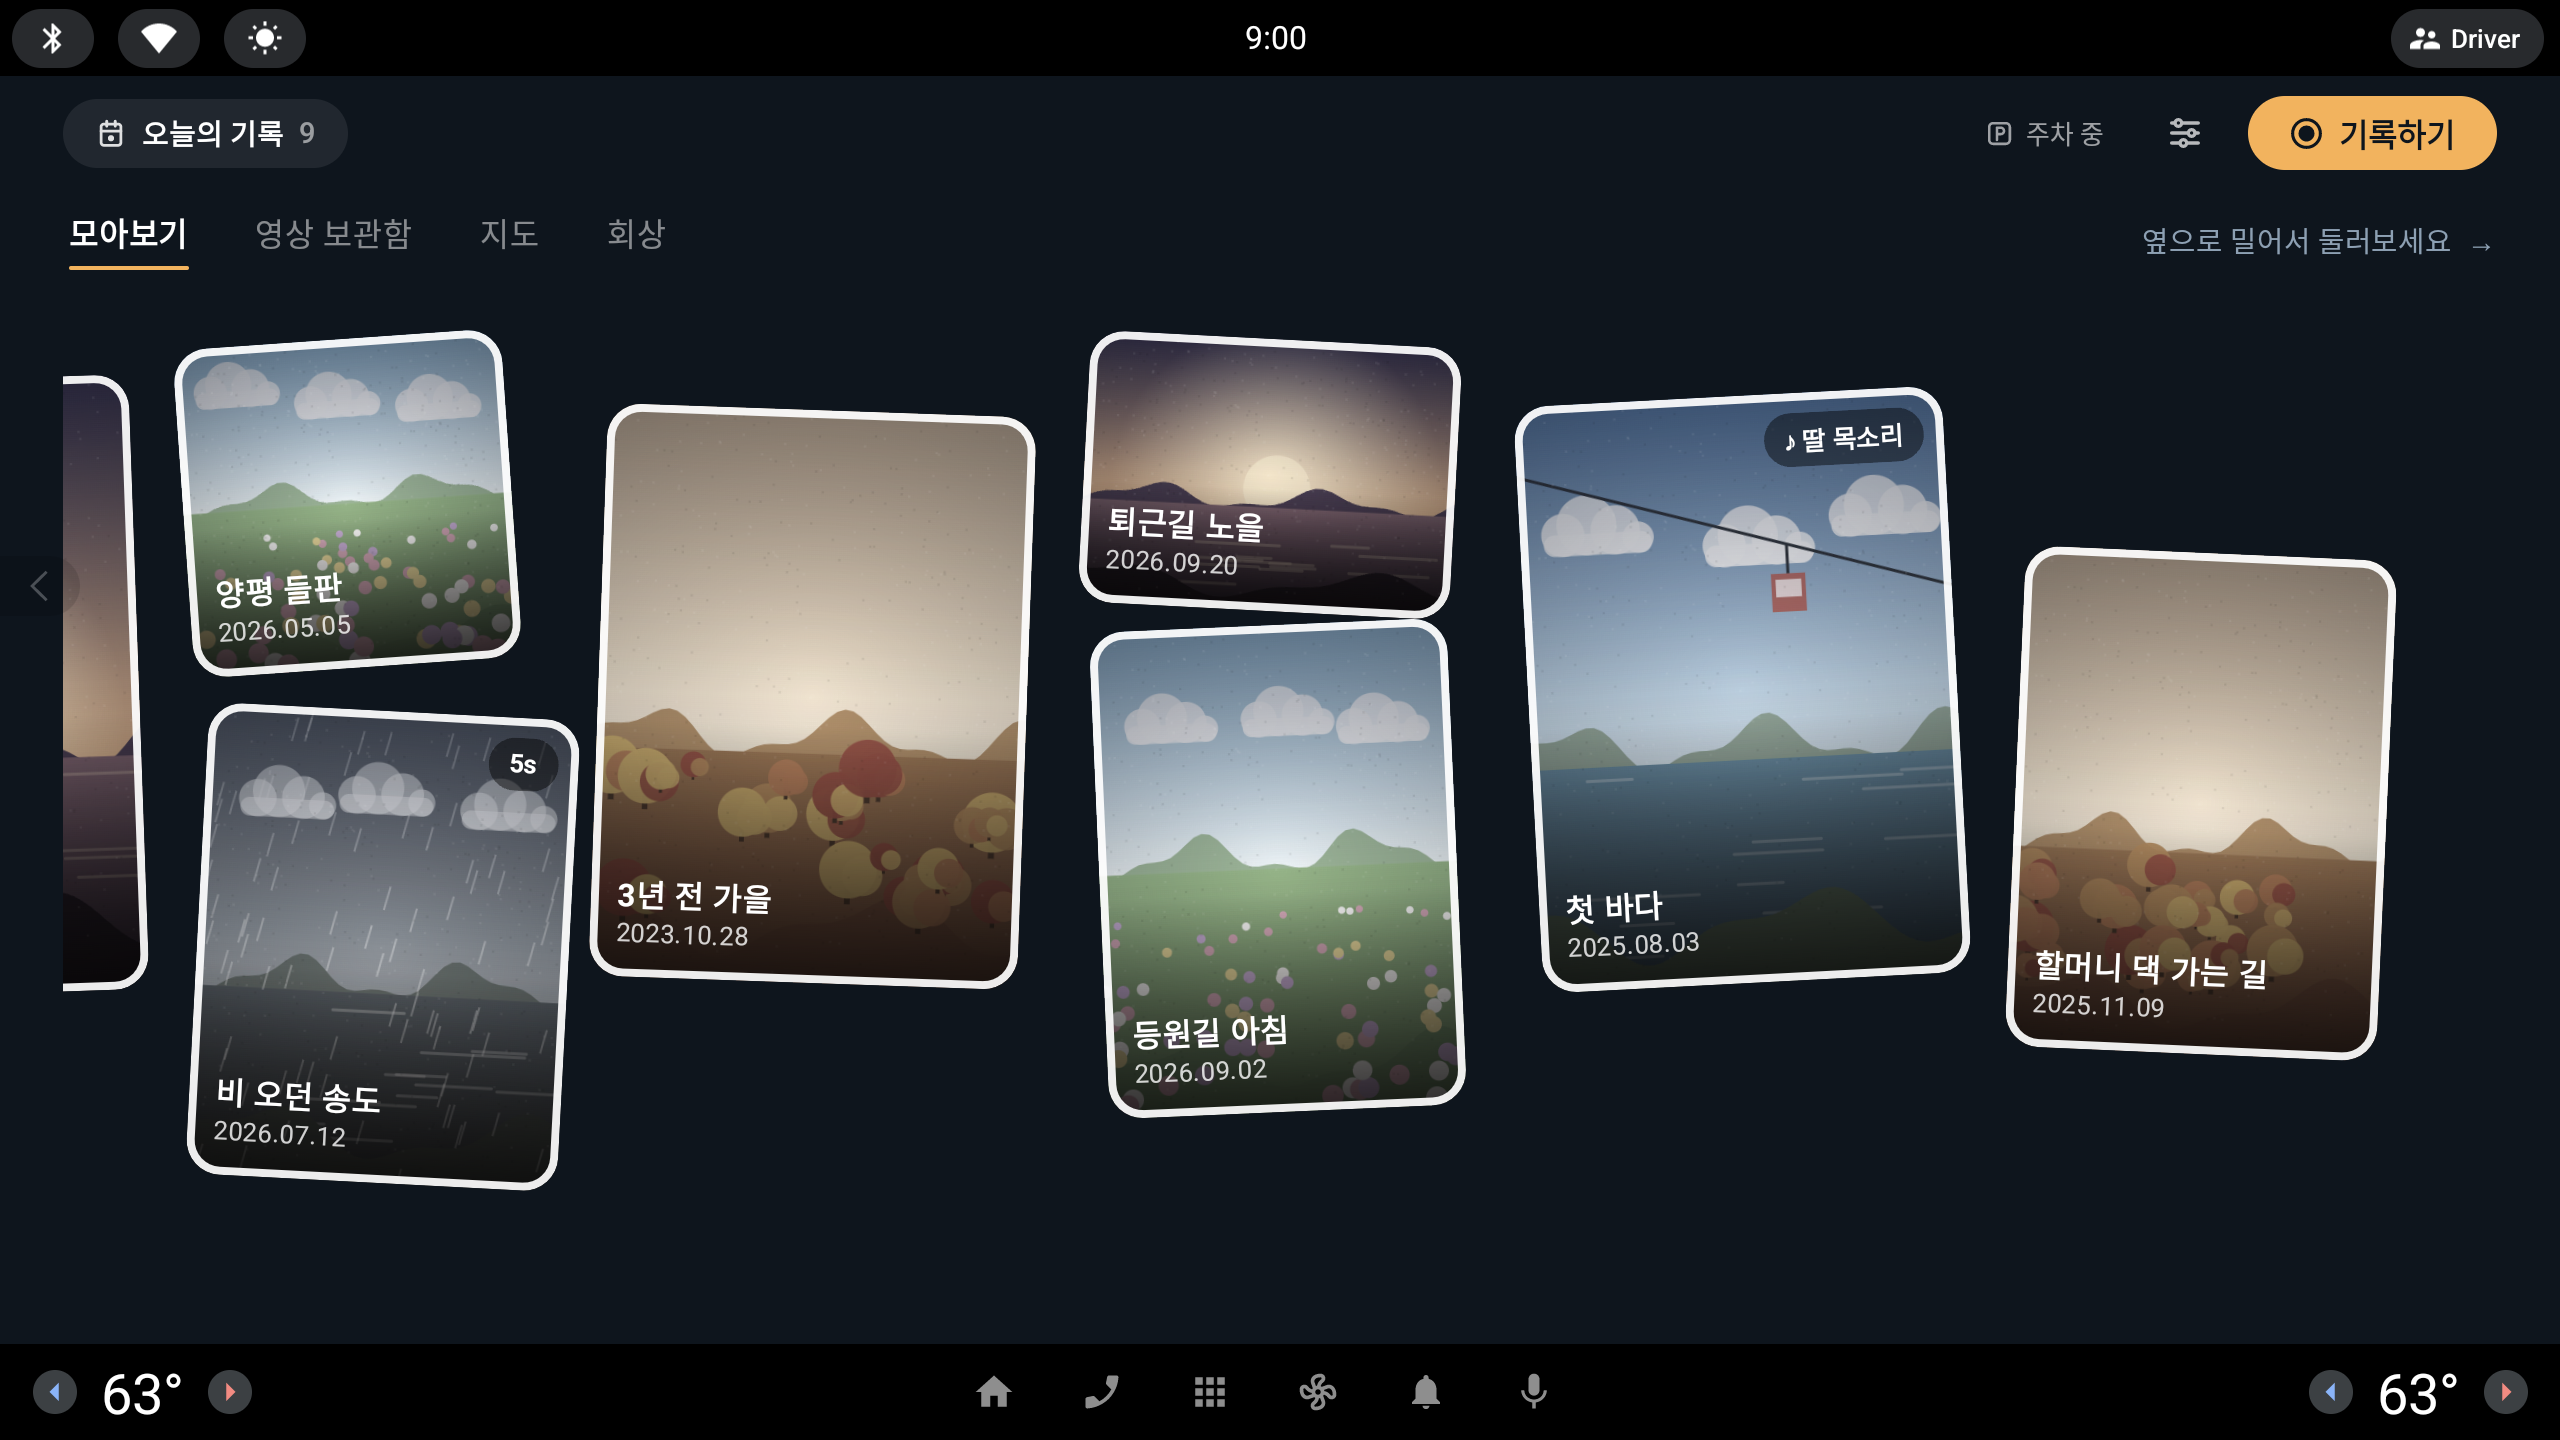 9:00
Driver
오늘의 기록 9
주차 중
기록하기
모아보기
영상 보관함
지도
회상
옆으로 밀어서 둘러보세요 →
양평 들판
2026.05.05
5s
비 오던 송도
2026.07.12
3년 전 가을
2023.10.28
퇴근길 노을
2026.09.20
등원길 아침
2026.09.02
♪ 딸 목소리
첫 바다
2025.08.03
할머니 댁 가는 길
2025.11.09
63°
63°